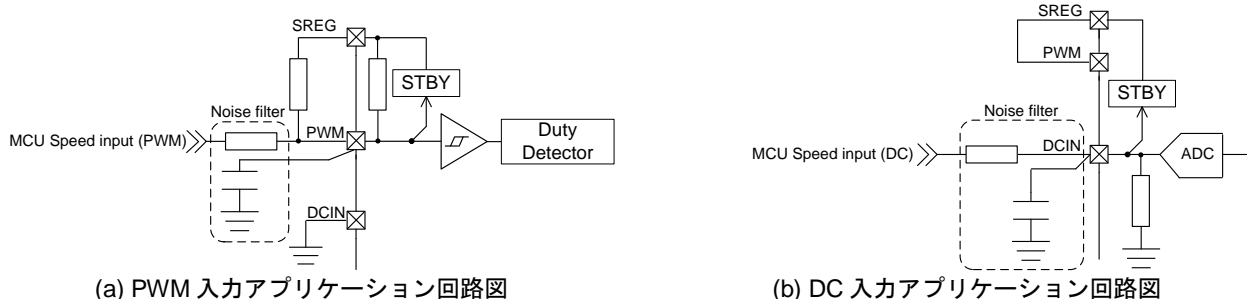 SREG
STBY
Noise filter
MCU Speed input (PWM)
PWM
Duty
Detector
DCIN
(a) PWM 入力アプリケーション回路図
SREG
PWM
STBY
Noise filter
MCU Speed input (DC)
DCIN
ADC
(b) DC 入力アプリケーション回路図